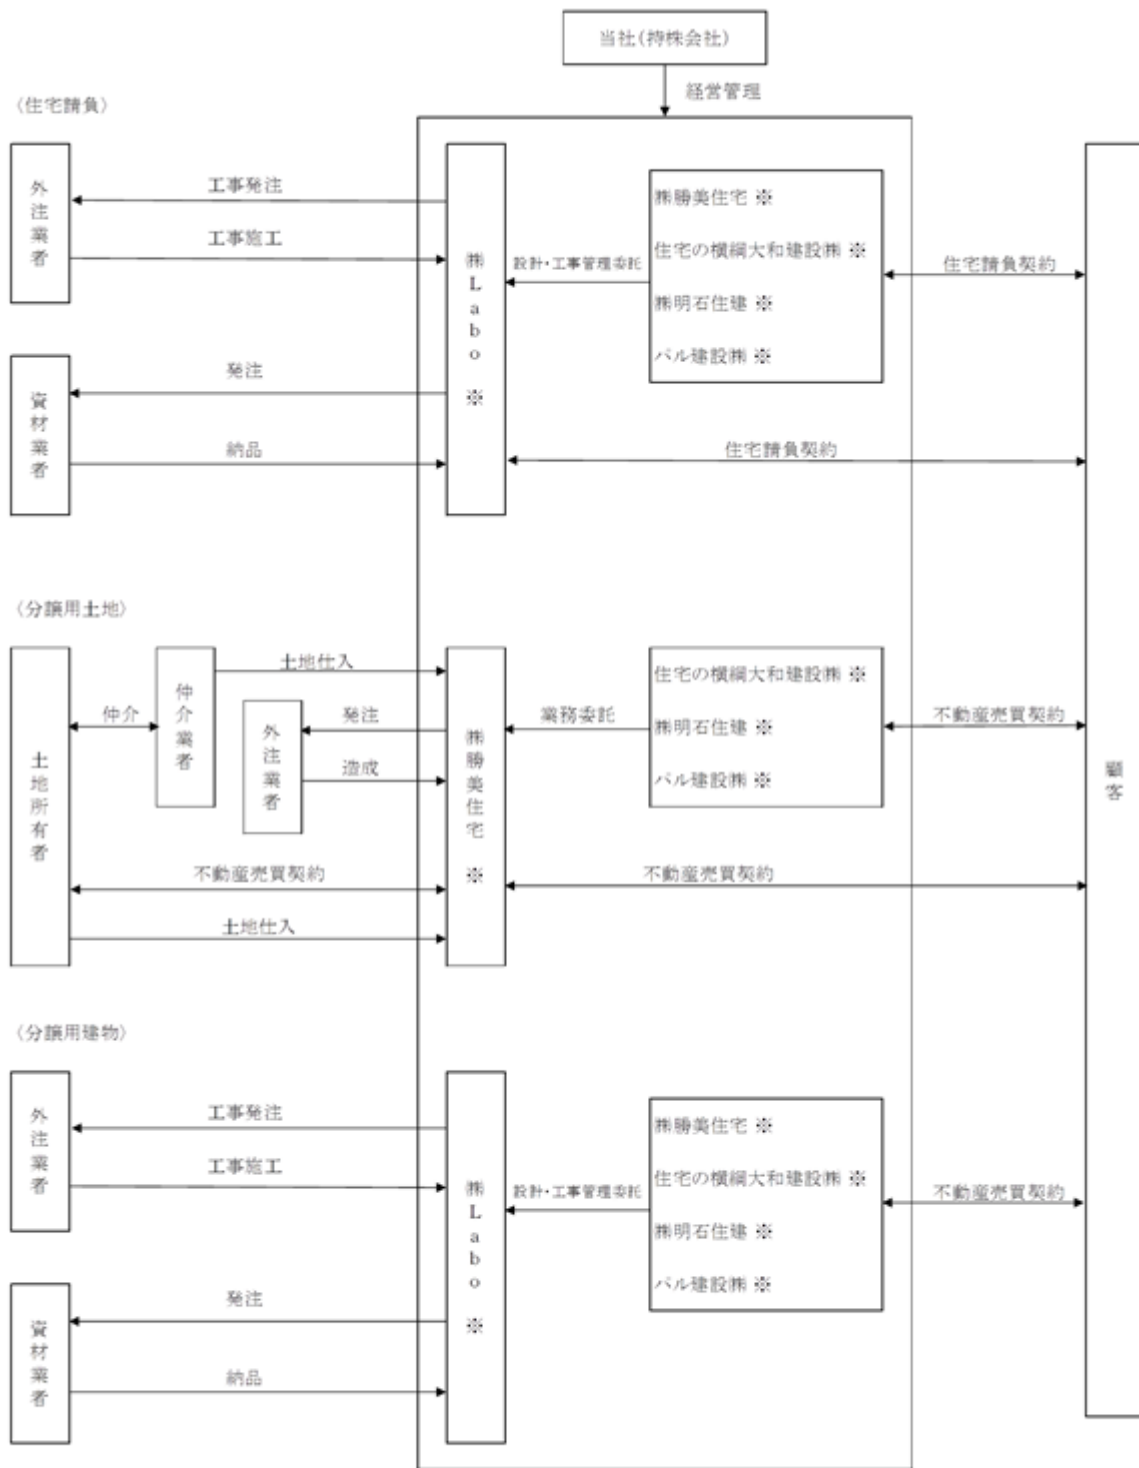 当社(持株会社)
経営管理
〈住宅請負〉
外注業者
工事発注
工事施工
資材業者
発注
納品
㈱Labo ※
設計・工事管理委託
㈱勝美住宅 ※
住宅の横綱大和建設㈱ ※
㈱明石住建 ※
パル建設㈱ ※
住宅請負契約
住宅請負契約
顧客
〈分譲用土地〉
土地所有者
仲介
仲介業者
土地仕入
外注業者
発注
造成
不動産売買契約
土地仕入
㈱勝美住宅 ※
業務委託
住宅の横綱大和建設㈱ ※
㈱明石住建 ※
パル建設㈱ ※
不動産売買契約
不動産売買契約
〈分譲用建物〉
外注業者
工事発注
工事施工
資材業者
発注
納品
㈱Labo ※
設計・工事管理委託
㈱勝美住宅 ※
住宅の横綱大和建設㈱ ※
㈱明石住建 ※
パル建設㈱ ※
不動産売買契約